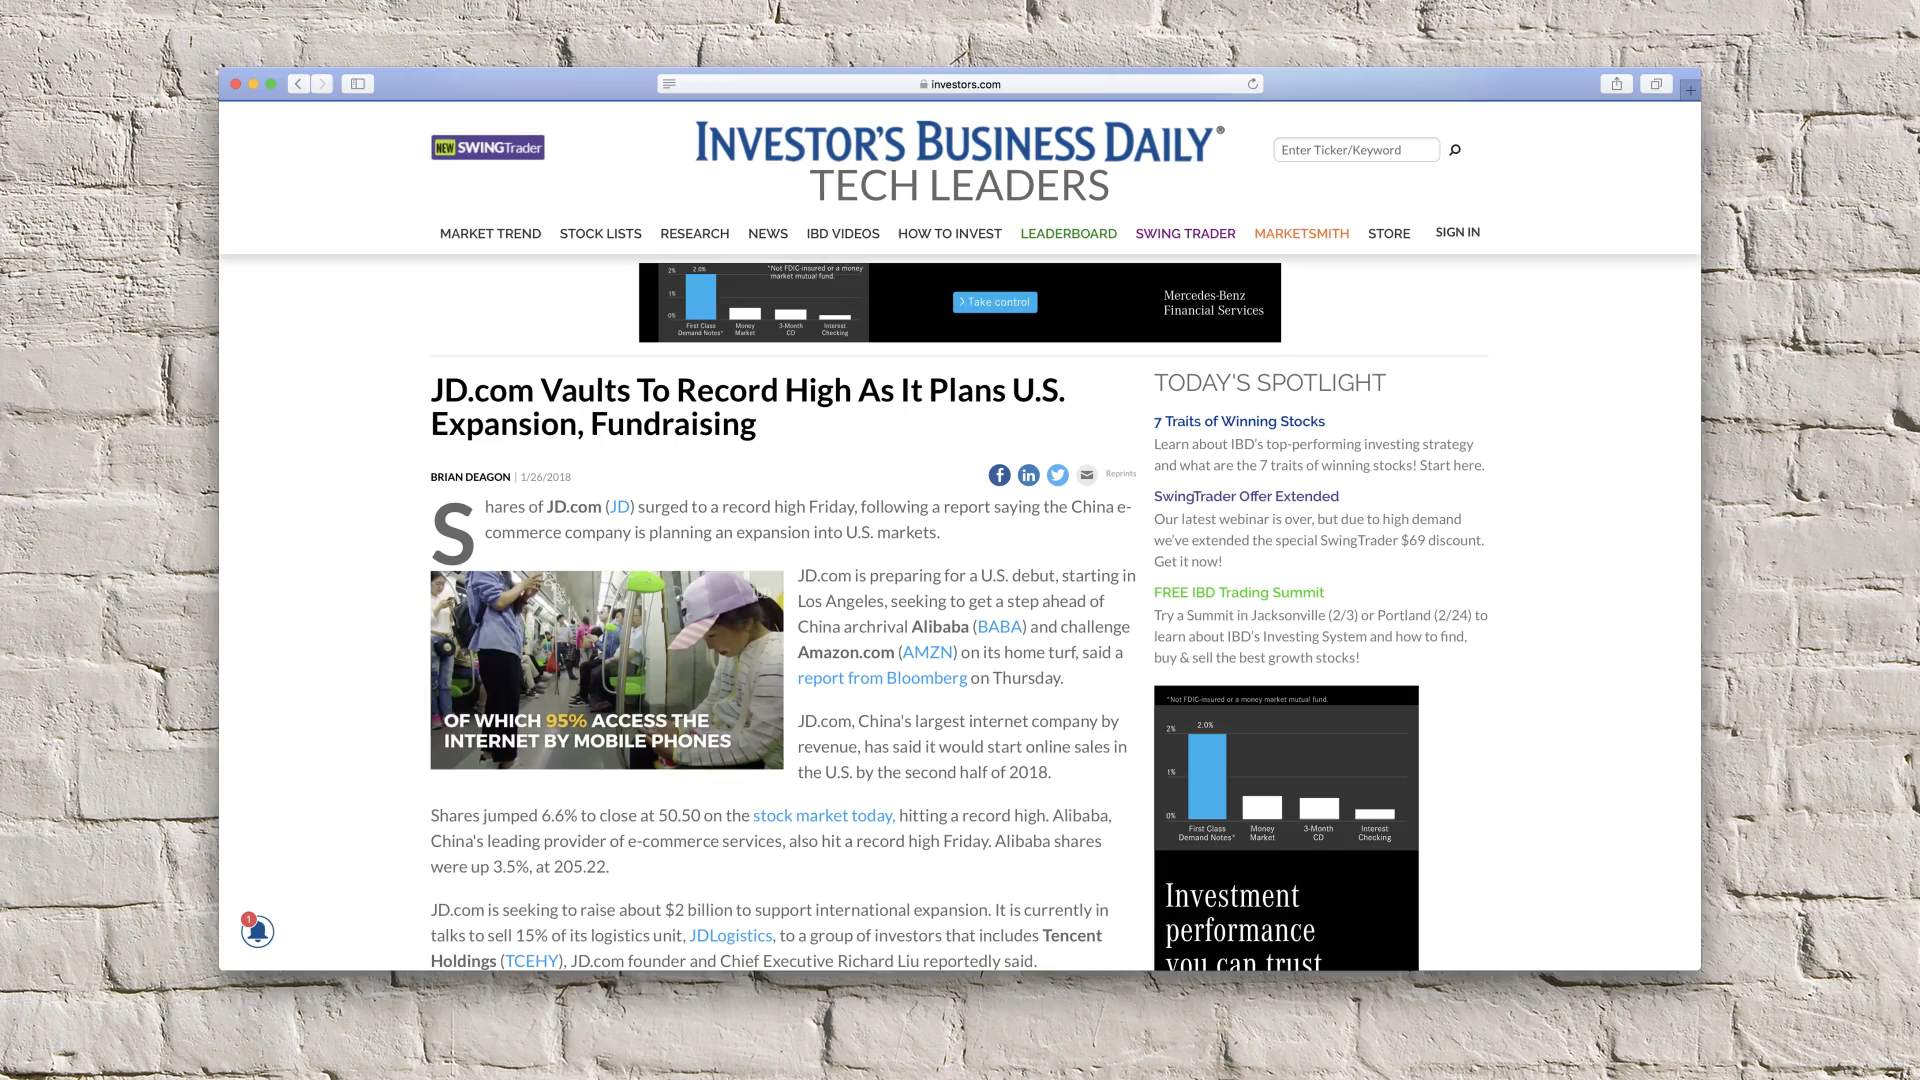 investors.com
NEW SWINGTrader
INVESTOR'S BUSINESS DAILY®
TECH LEADERS
Enter Ticker/Keyword
MARKET TREND STOCK LISTS RESEARCH NEWS IBD VIDEOS HOW TO INVEST LEADERBOARD SWING TRADER MARKETSMITH STORE SIGN IN
*Not FDIC-insured or a money
market mutual fund.
2% 2.0%
1%
0%
First Class
Demand Notes*
Money
Market
3-Month
CD
Interest
Checking
> Take control
Mercedes-Benz
Financial Services
JD.com Vaults To Record High As It Plans U.S.
Expansion, Fundraising
BRIAN DEAGON | 1/26/2018
Reprints
Shares of JD.com (JD) surged to a record high Friday, following a report saying the China e-
commerce company is planning an expansion into U.S. markets.
OF WHICH 95% ACCESS THE
INTERNET BY MOBILE PHONES
JD.com is preparing for a U.S. debut, starting in
Los Angeles, seeking to get a step ahead of
China archrival Alibaba (BABA) and challenge
Amazon.com (AMZN) on its home turf, said a
report from Bloomberg on Thursday.
JD.com, China's largest internet company by
revenue, has said it would start online sales in
the U.S. by the second half of 2018.
Shares jumped 6.6% to close at 50.50 on the stock market today, hitting a record high. Alibaba,
China's leading provider of e-commerce services, also hit a record high Friday. Alibaba shares
were up 3.5%, at 205.22.
JD.com is seeking to raise about $2 billion to support international expansion. It is currently in
talks to sell 15% of its logistics unit, JDLogistics, to a group of investors that includes Tencent
Holdings (TCEHY), JD.com founder and Chief Executive Richard Liu reportedly said.
1
TODAY'S SPOTLIGHT
7 Traits of Winning Stocks
Learn about IBD's top-performing investing strategy
and what are the 7 traits of winning stocks! Start here.
SwingTrader Offer Extended
Our latest webinar is over, but due to high demand
we've extended the special SwingTrader $69 discount.
Get it now!
FREE IBD Trading Summit
Try a Summit in Jacksonville (2/3) or Portland (2/24) to
learn about IBD's Investing System and how to find,
buy & sell the best growth stocks!
*Not FDIC-insured or a money market mutual fund.
2% 2.0%
1%
0%
First Class
Demand Notes*
Money
Market
3-Month
CD
Interest
Checking
Investment
performance
you can trust